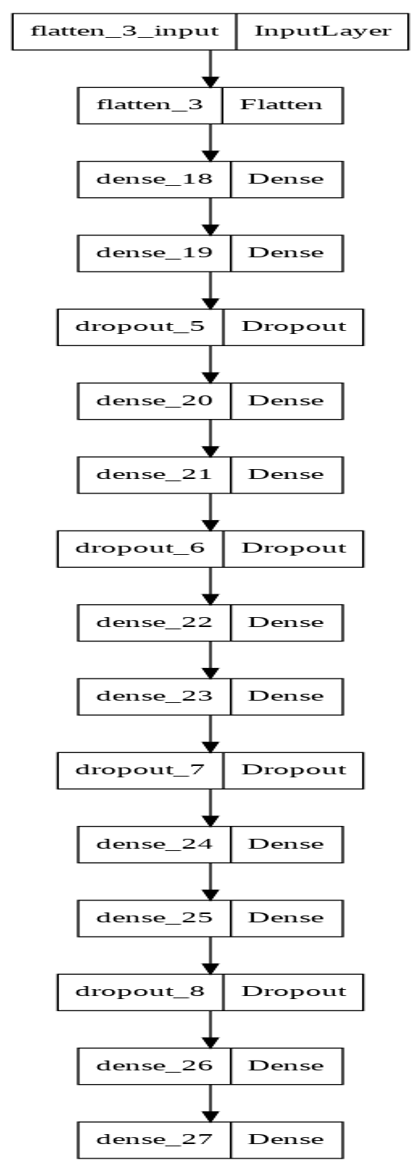 flatten_3_input InputLayer
flatten_3 Flatten
dense_18 Dense
dense_19 Dense
dropout_5 Dropout
dense_20 Dense
dense_21 Dense
dropout_6 Dropout
dense_22 Dense
dense_23 Dense
dropout_7 Dropout
dense_24 Dense
dense_25 Dense
dropout_8 Dropout
dense_26 Dense
dense_27 Dense